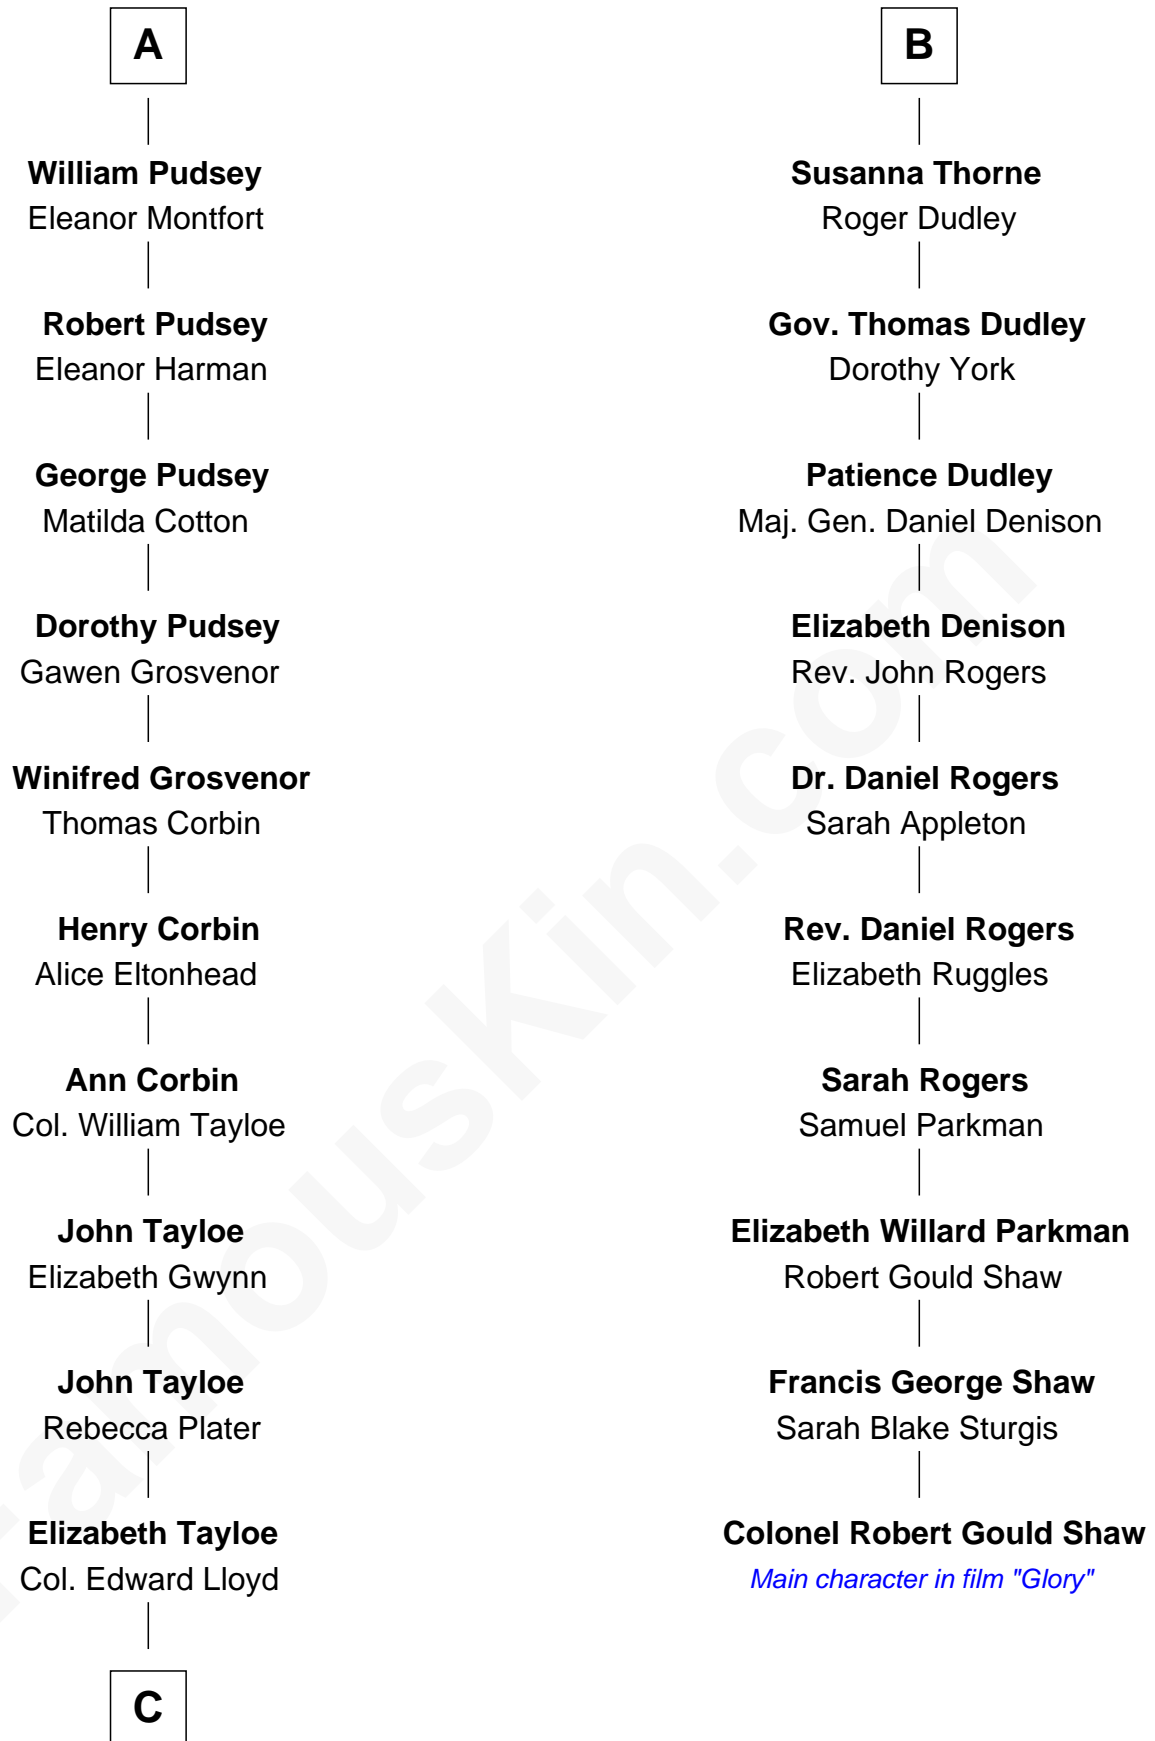 A
William Pudsey
Eleanor Montfort
Robert Pudsey
Eleanor Harman
George Pudsey
Matilda Cotton
Dorothy Pudsey
Gawen Grosvenor
Winifred Grosvenor
Thomas Corbin
Henry Corbin
Alice Eltonhead
Ann Corbin
Col. William Tayloe
John Tayloe
Elizabeth Gwynn
John Tayloe
Rebecca Plater
Elizabeth Tayloe
Col. Edward Lloyd
C
B
Susanna Thorne
Roger Dudley
Gov. Thomas Dudley
Dorothy York
Patience Dudley
Maj. Gen. Daniel Denison
Elizabeth Denison
Rev. John Rogers
Dr. Daniel Rogers
Sarah Appleton
Rev. Daniel Rogers
Elizabeth Ruggles
Sarah Rogers
Samuel Parkman
Elizabeth Willard Parkman
Robert Gould Shaw
Francis George Shaw
Sarah Blake Sturgis
Colonel Robert Gould Shaw
Main character in film "Glory"
FamousKin.com